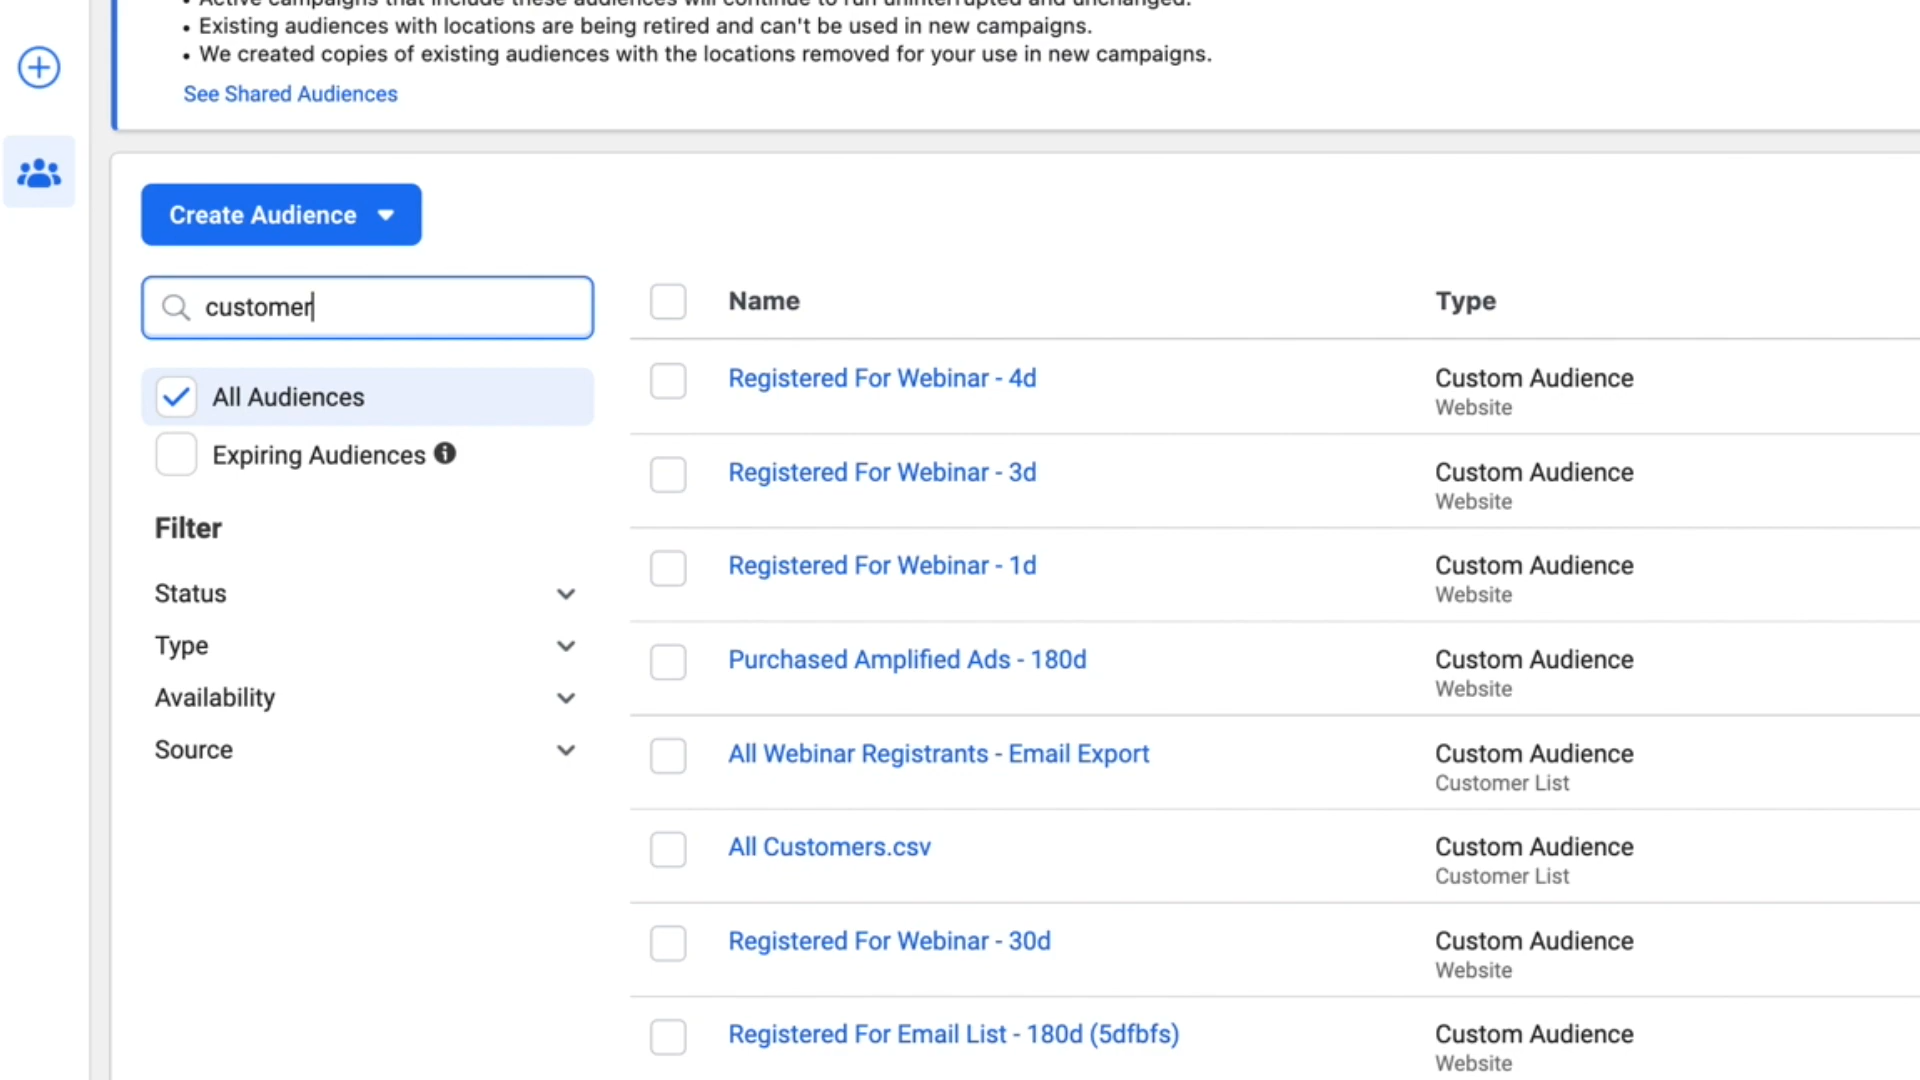 • Active campaigns that include these audiences will continue to run uninterrupted and unchanged.
• Existing audiences with locations are being retired and can't be used in new campaigns.
• We created copies of existing audiences with the locations removed for your use in new campaigns.
See Shared Audiences
Create Audience
customer
All Audiences
Expiring Audiences
Filter
Status
Type
Availability
Source
Name Type
Registered For Webinar - 4d Custom Audience
Website
Registered For Webinar - 3d Custom Audience
Website
Registered For Webinar - 1d Custom Audience
Website
Purchased Amplified Ads - 180d Custom Audience
Website
All Webinar Registrants - Email Export Custom Audience
Customer List
All Customers.csv Custom Audience
Customer List
Registered For Webinar - 30d Custom Audience
Website
Registered For Email List - 180d (5dfbfs) Custom Audience
Website